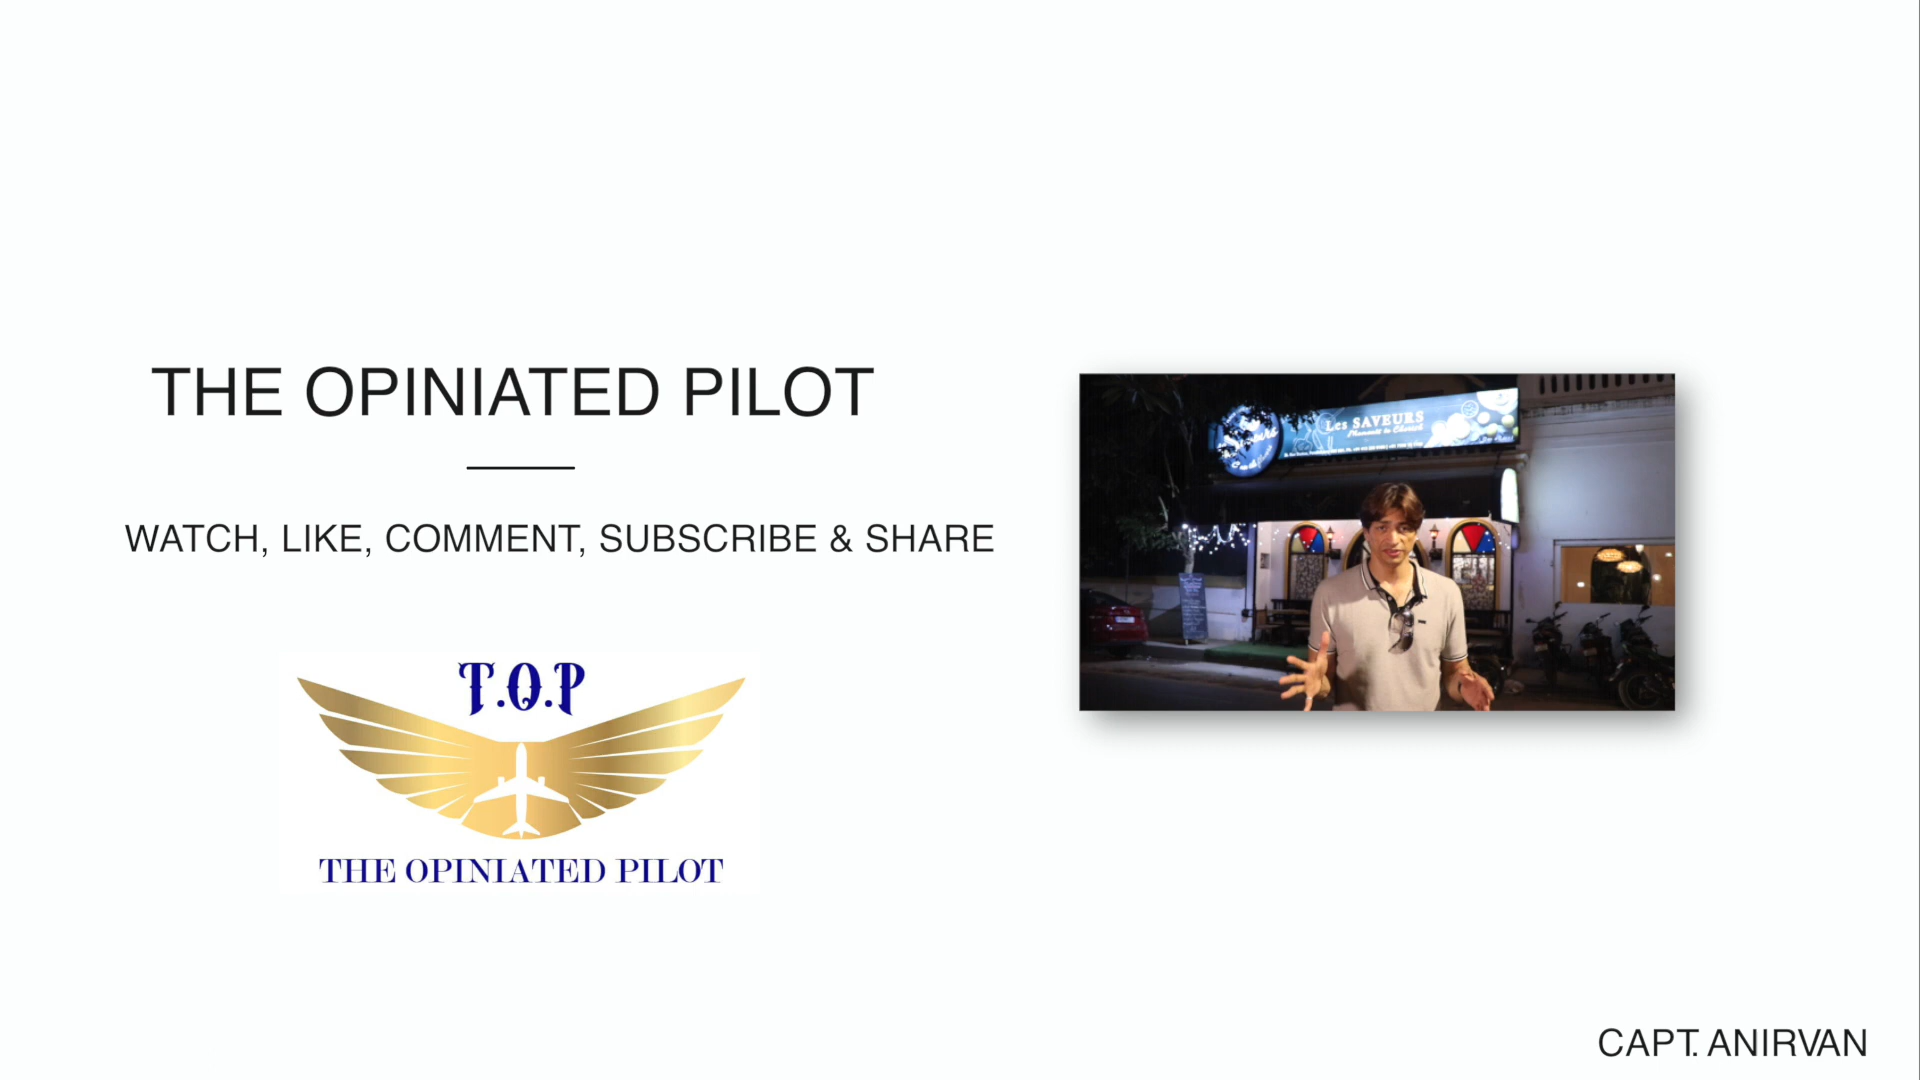 THE OPINIATED PILOT
WATCH, LIKE, COMMENT, SUBSCRIBE & SHARE
T.O.P
THE OPINIATED PILOT
Les SAVEURS
CAPT. ANIRVAN